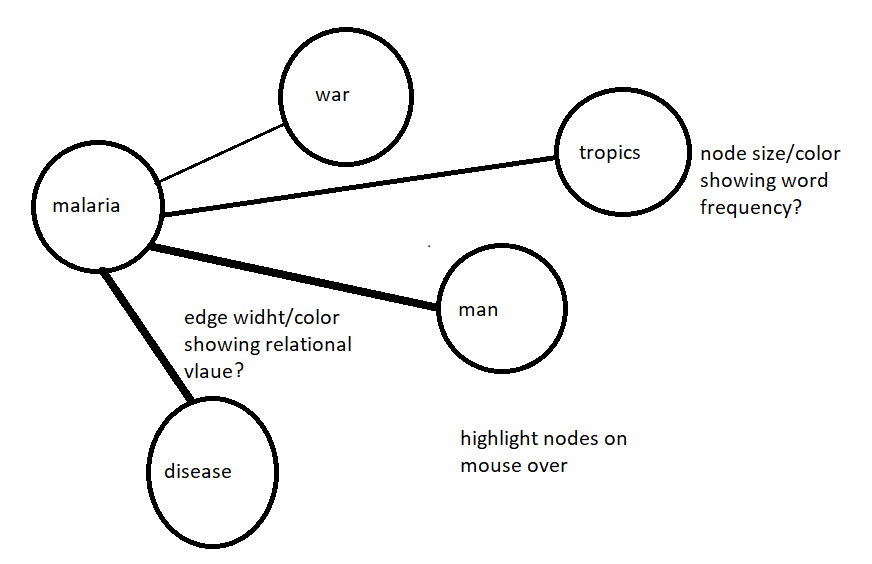 war
tropics
node size/color
showing word
frequency?
malaria
man
edge widht/color
showing relational
vlaue?
highlight nodes on
mouse over
disease